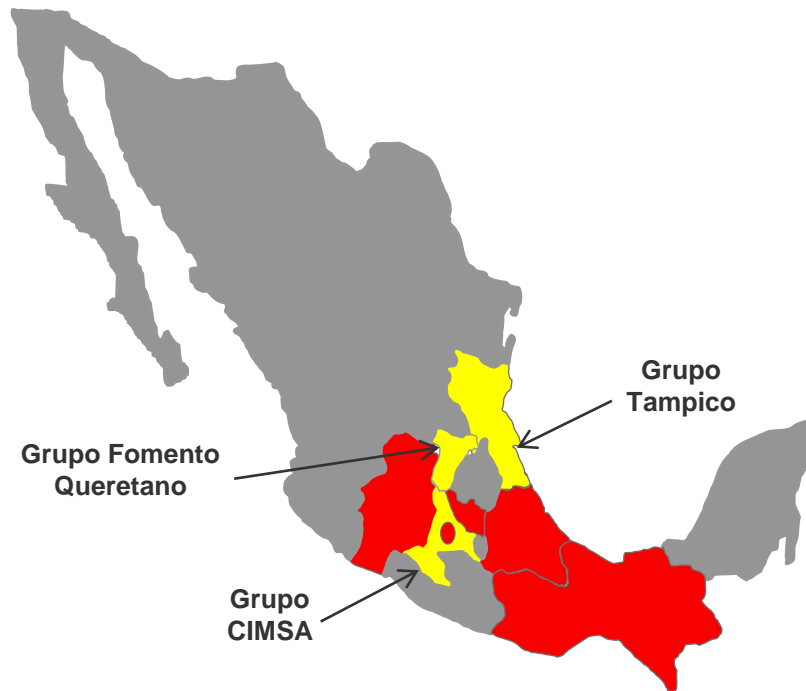 Grupo
Tampico
Grupo Fomento
Queretano
Grupo
CIMSA